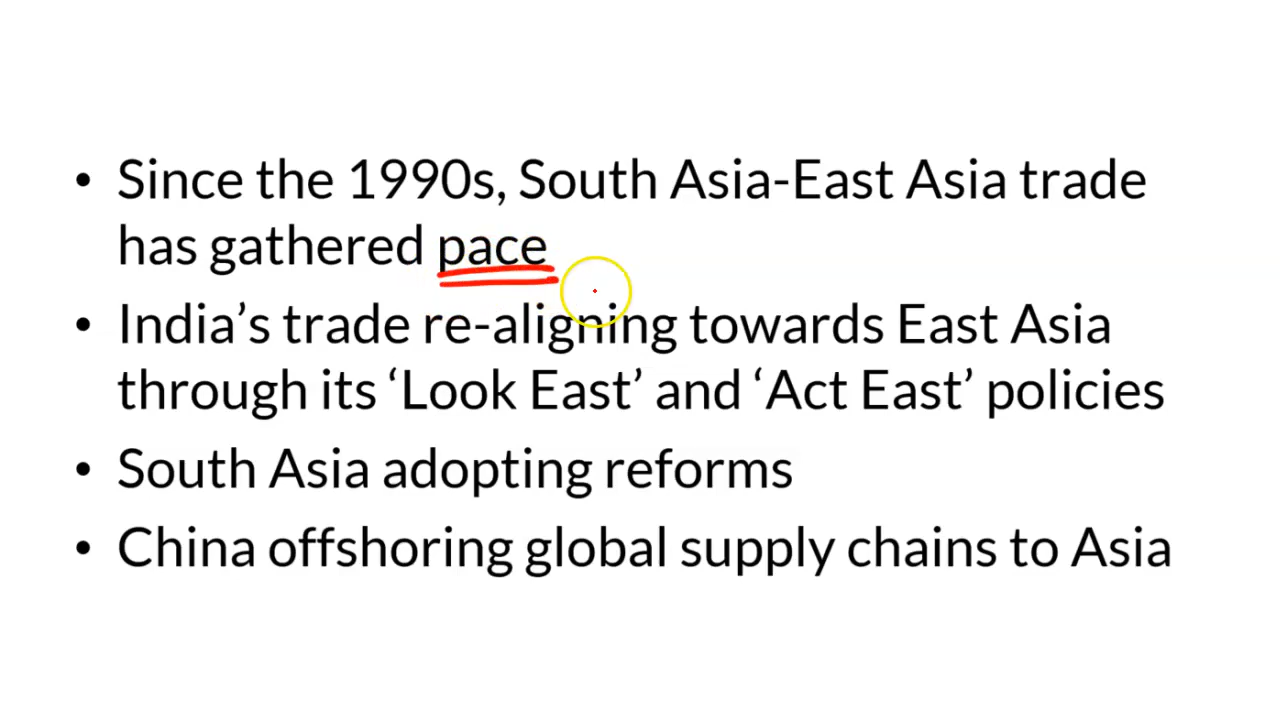 • Since the 1990s, South Asia-East Asia trade
has gathered pace
• India’s trade re-aligning towards East Asia
through its ‘Look East’ and ‘Act East’ policies
• South Asia adopting reforms
• China offshoring global supply chains to Asia